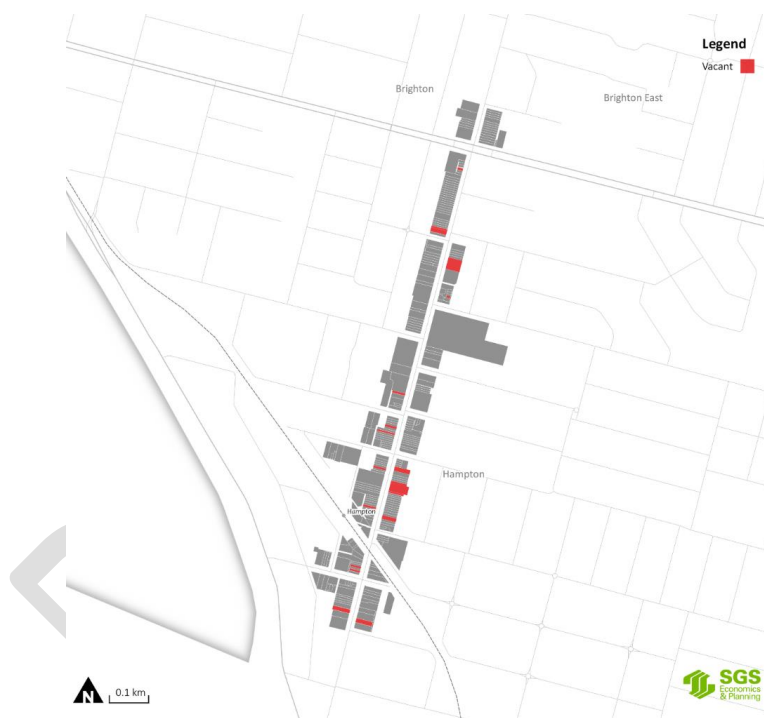 Legend
Vacant
Brighton
Brighton East
Hampton
Hampton
N
0.1 km
SGS
Economics
& Planning